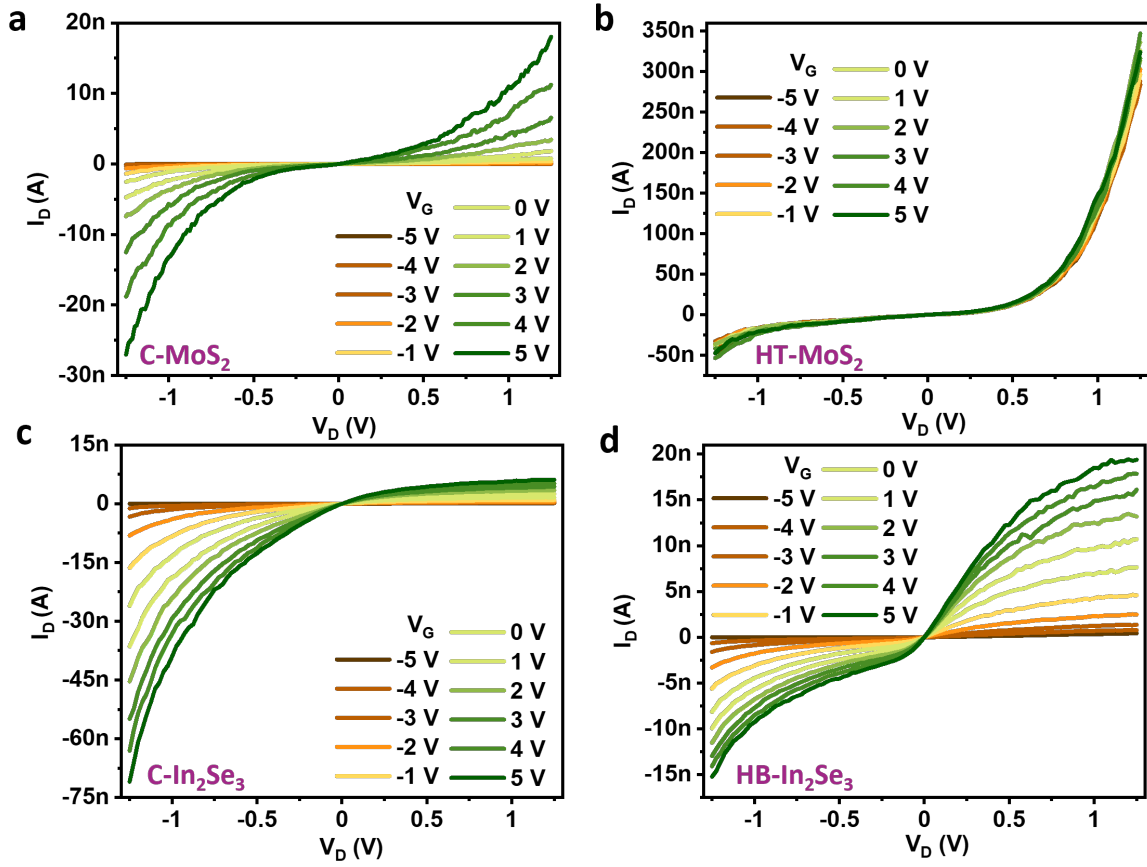 a
20n
10n
0
-10n
-20n
-30n
I_D (A)
V_G
-5 V
-4 V
-3 V
-2 V
-1 V
0 V
1 V
2 V
3 V
4 V
5 V
C-MoS₂
-1 -0.5 0 0.5 1
V_D (V)
b
350n
300n
250n
200n
150n
100n
50n
0
-50n
I_D (A)
V_G
-5 V
-4 V
-3 V
-2 V
-1 V
0 V
1 V
2 V
3 V
4 V
5 V
HT-MoS₂
-1 -0.5 0 0.5 1
V_D (V)
c
15n
0
-15n
-30n
-45n
-60n
-75n
I_D (A)
V_G
-5 V
-4 V
-3 V
-2 V
-1 V
0 V
1 V
2 V
3 V
4 V
5 V
C-In₂Se₃
-1 -0.5 0 0.5 1
V_D (V)
d
20n
15n
10n
5n
0
-5n
-10n
-15n
I_D (A)
V_G
-5 V
-4 V
-3 V
-2 V
-1 V
0 V
1 V
2 V
3 V
4 V
5 V
HB-In₂Se₃
-1 -0.5 0 0.5 1
V_D (V)